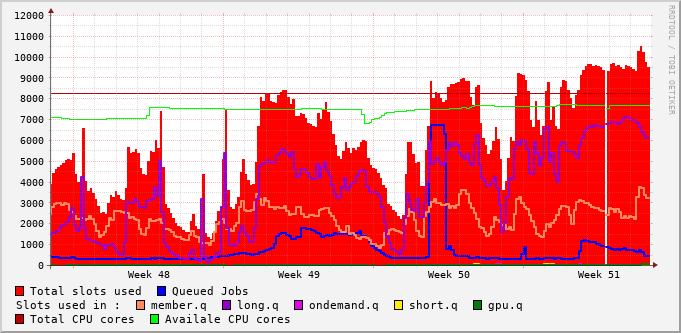 12000
11000
10000
9000
8000
7000
6000
5000
4000
3000
2000
1000
0
Week 48 Week 49 Week 50 Week 51
RRDTOOL / TOBI OETIKER
Total slots used Queued Jobs
Slots used in : member.q long.q ondemand.q short.q gpu.q
Total CPU cores Availale CPU cores